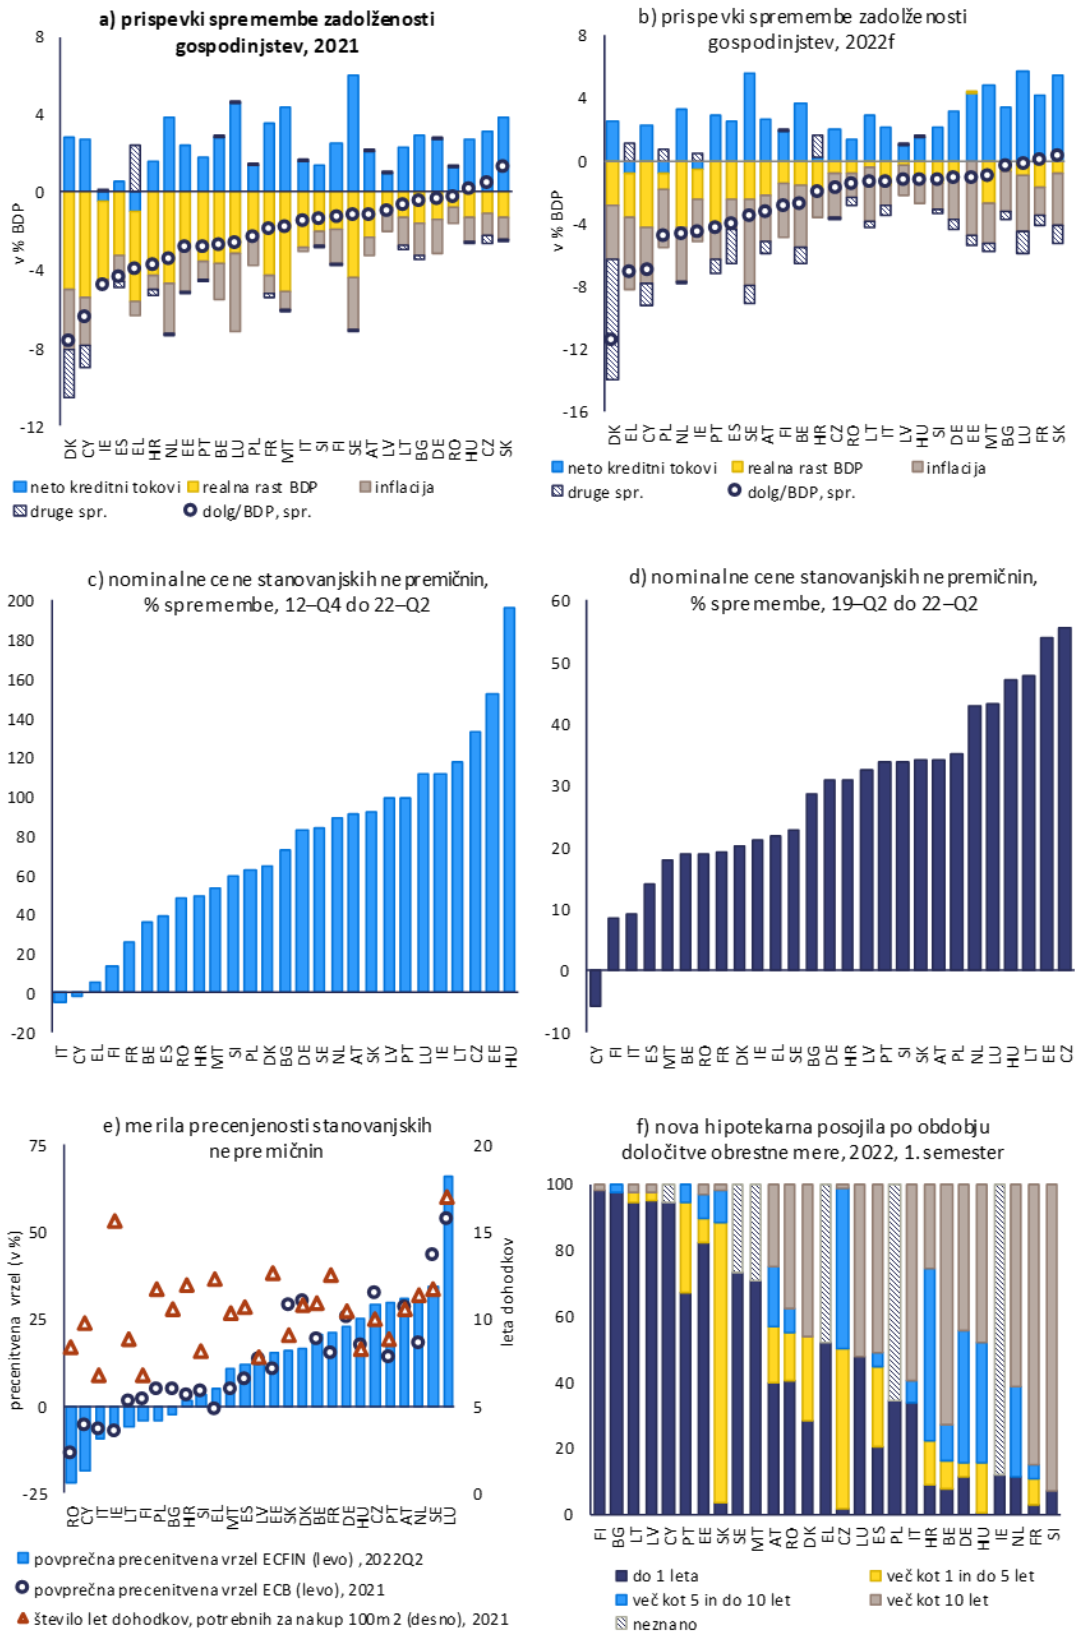 a) prispevki spremembe zadolženosti
gospodinjstev, 2021
8
4
0
-4
-8
-12
v % BDP
DK CY IE ES EL HR NL EE PT BE LU PL FR MT IT SI FI SE AT LV LT BG DE RO HU CZ SK
neto kreditni tokovi
realna rast BDP
inflacija
druge spr.
dolg/BDP, spr.
b) prispevki spremembe zadolženosti
gospodinjstev, 2022f
8
4
0
-4
-8
-12
-16
v % BDP
DK EL CY PL NL IE PT ES SE AT FI BE HR CZ RO LT IT LV HU SI DE EE MT BG LU FR SK
neto kreditni tokovi
realna rast BDP
inflacija
druge spr.
dolg/BDP, spr.
c) nominalne cene stanovanjskih nepremičnin,
% spremembe, 12–Q4 do 22–Q2
200
180
160
140
120
100
80
60
40
20
0
-20
IT CY EL FI FR BE ES RO HR MT SI PL DK BG DE SE NL AT SK LV PT LU IE LT CZ EE HU
d) nominalne cene stanovanjskih nepremičnin,
% spremembe, 19–Q2 do 22–Q2
60
50
40
30
20
10
0
-10
CY FI IT ES MT BE RO FR DK IE EL SE BG DE HR LV PT SI SK AT PL NL LU HU LT EE CZ
e) merila precenjenosti stanovanjskih
nepremičnin
75
50
25
0
-25
precenitvena vrzel (v %)
20
15
10
5
0
leta dohodkov
RO CY IT IE LT FI PL BG HR SI EL MT ES LV EE SK DK BE FR DE HU CZ PT AT NL SE LU
povprečna precenitvena vrzel ECFIN (levo) , 2022Q2
povprečna precenitvena vrzel ECB (levo), 2021
število let dohodkov, potrebnih za nakup 100m2 (desno), 2021
f) nova hipotekarna posojila po obdobju
določitve obrestne mere, 2022, 1. semester
100
80
60
40
20
0
FI BG LT LV CY PT EE SK SE MT AT RO DK EL CZ LU ES PL IT HR BE DE HU IE NL FR SI
do 1 leta
več kot 1 in do 5 let
več kot 5 in do 10 let
več kot 10 let
neznano